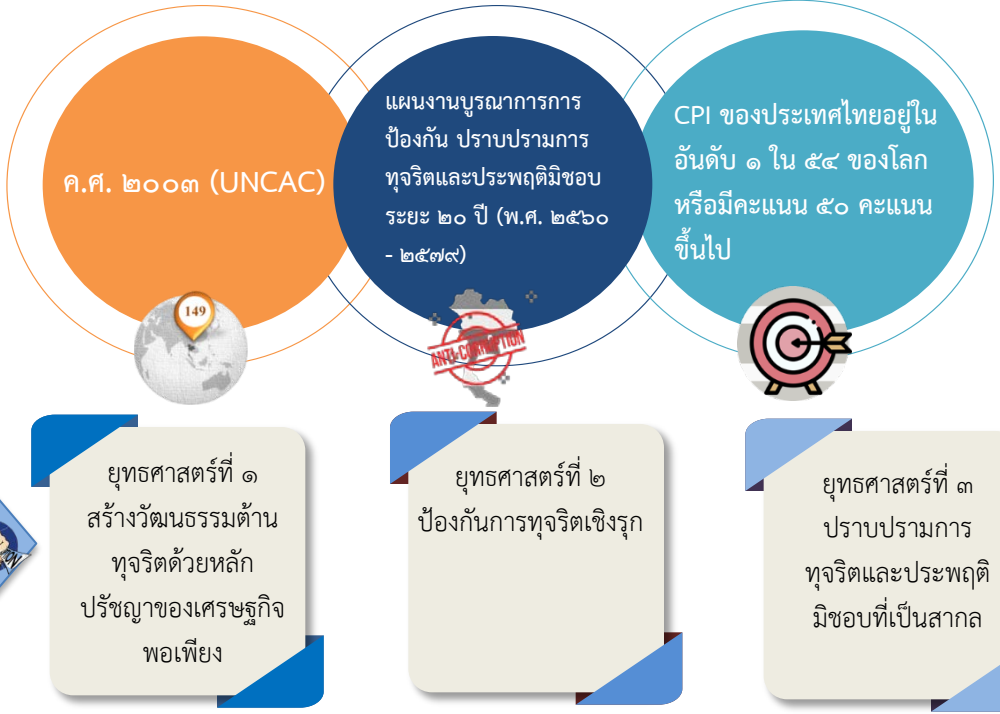 ค.ศ. ๒๐๐๓ (UNCAC)
149
แผนงานบูรณาการการ
ป้องกัน ปราบปรามการ
ทุจริตและประพฤติมิชอบ
ระยะ ๒๐ ปี (พ.ศ. ๒๕๖๐
- ๒๕๗๙)
ANTI-CORRUPTION
CPI ของประเทศไทยอยู่ใน
อันดับ ๑ ใน ๕๔ ของโลก
หรือมีคะแนน ๕๐ คะแนน
ขึ้นไป
ยุทธศาสตร์ที่ ๑
สร้างวัฒนธรรมต้าน
ทุจริตด้วยหลัก
ปรัชญาของเศรษฐกิจ
พอเพียง
ยุทธศาสตร์ที่ ๒
ป้องกันการทุจริตเชิงรุก
ยุทธศาสตร์ที่ ๓
ปราบปรามการ
ทุจริตและประพฤติ
มิชอบที่เป็นสากล